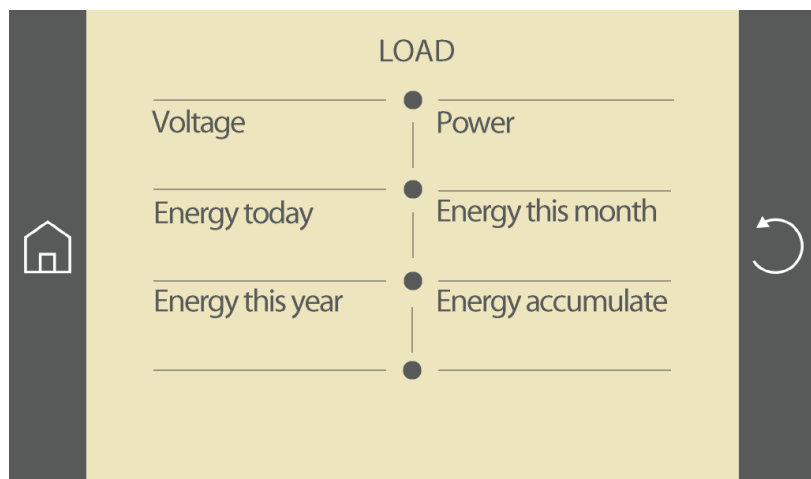 LOAD
Voltage
Power
Energy today
Energy this month
Energy this year
Energy accumulate